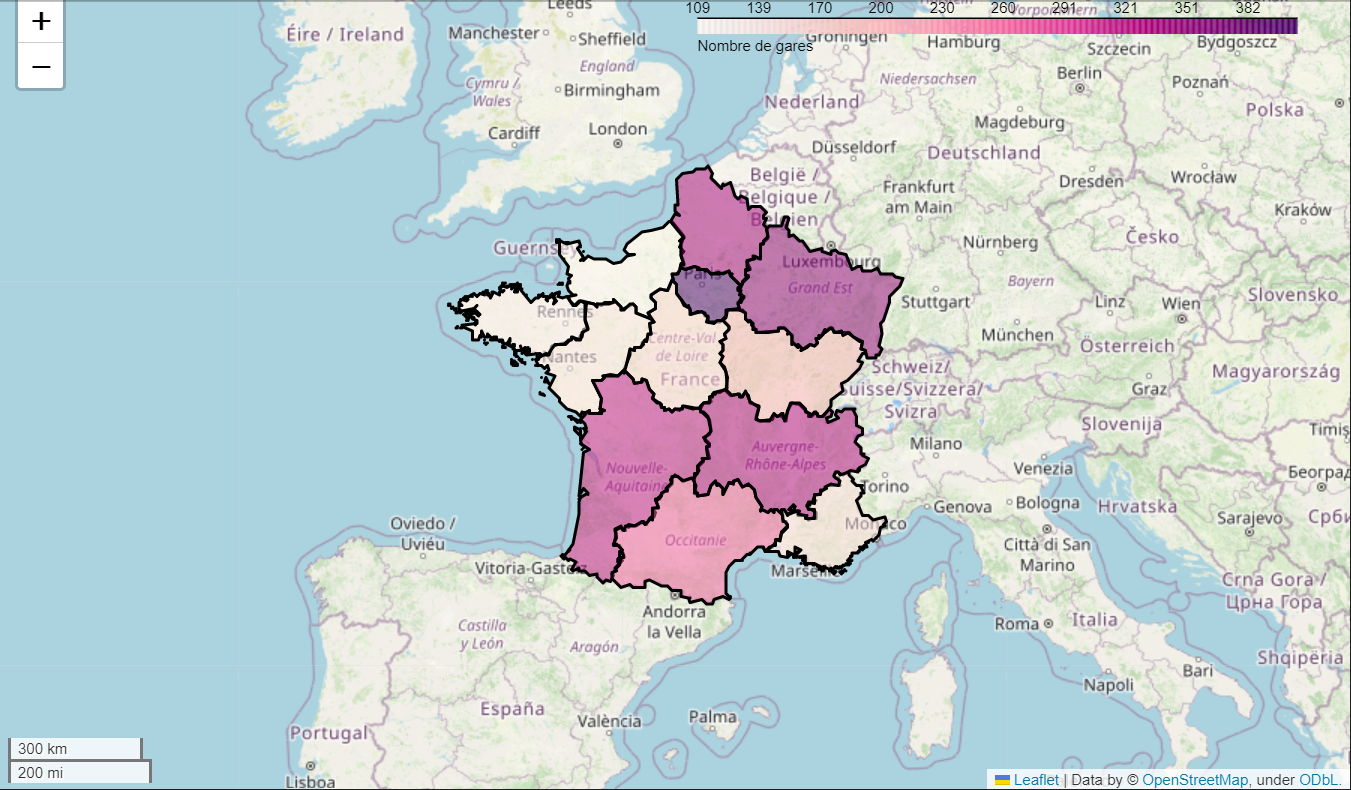 +
−
109 139 170 200 230 260 291 321 351 382
Nombre de gares
Leeds
Éire / Ireland
Manchester
Sheffield
England
Cymru /
Wales
Birmingham
Cardiff
London
Groningen
Hamburg
Szczecin
Bydgoszcz
Berlin
Poznań
Niedersachsen
Nederland
Polska
Magdeburg
Düsseldorf
Deutschland
België /
Belgique /
Belgien
Frankfurt
am Main
Dresden
Wrocław
Kraków
Guernsey
Luxembourg
Nürnberg
Česko
Paris
Grand Est
Bayern
Stuttgart
Linz
Wien
Slovensko
Rennes
München
Österreich
Nantes
Centre-Val
de Loire
France
Schweiz/
Suisse/Svizzera/
Svizra
Graz
Magyarország
Slovenija
Timiș
Auvergne-
Rhône-Alpes
Milano
Venezia
Nouvelle-
Aquitaine
Torino
Београд
Genova
Bologna
Hrvatska
Sarajevo
Срби
Monaco
Oviedo /
Uviéu
Occitanie
Città di San
Marino
Vitoria-Gasteiz
Marseille
Crna Gora /
Црна Гора
Andorra
la Vella
Castilla
y León
Aragón
Roma
Italia
Shqipëria
Bari
Napoli
España
València
Palma
Portugal
Lisboa
300 km
200 mi
Leaflet | Data by © OpenStreetMap, under ODbL.